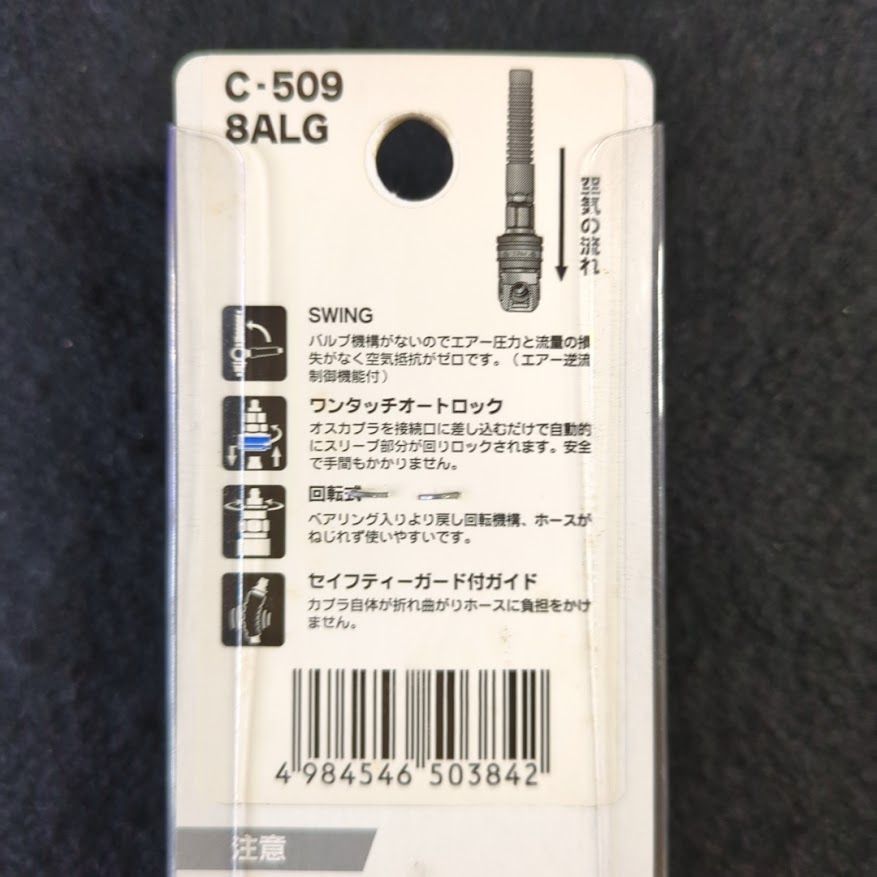 C-509
8ALG
空気の流れ
SWING
バルブ機構がないのでエアー圧力と流量の損
失がなく空気抵抗がゼロです。（エアー逆流
制御機能付）
ワンタッチオートロック
オスカプラを接続口に差し込むだけで自動的
にスリーブ部分が回りロックされます。安全
で手間もかかりません。
回転式
ベアリング入りより戻し回転機構、ホースが
ねじれず使いやすいです。
セイフティーガード付ガイド
カプラ自体が折れ曲がりホースに負担をかけ
ません。
4 984546 503842
注意